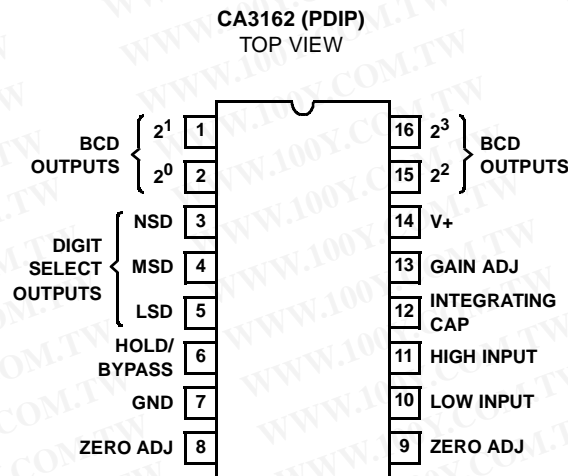 CA3162 (PDIP)
TOP VIEW
BCD
OUTPUTS
2¹ 1
2⁰ 2
DIGIT
SELECT
OUTPUTS
NSD 3
MSD 4
LSD 5
HOLD/
BYPASS 6
GND 7
ZERO ADJ 8
16 2³
15 2²
BCD
OUTPUTS
14 V+
13 GAIN ADJ
12 INTEGRATING
CAP
11 HIGH INPUT
10 LOW INPUT
9 ZERO ADJ
WWW.100Y.COM.TW